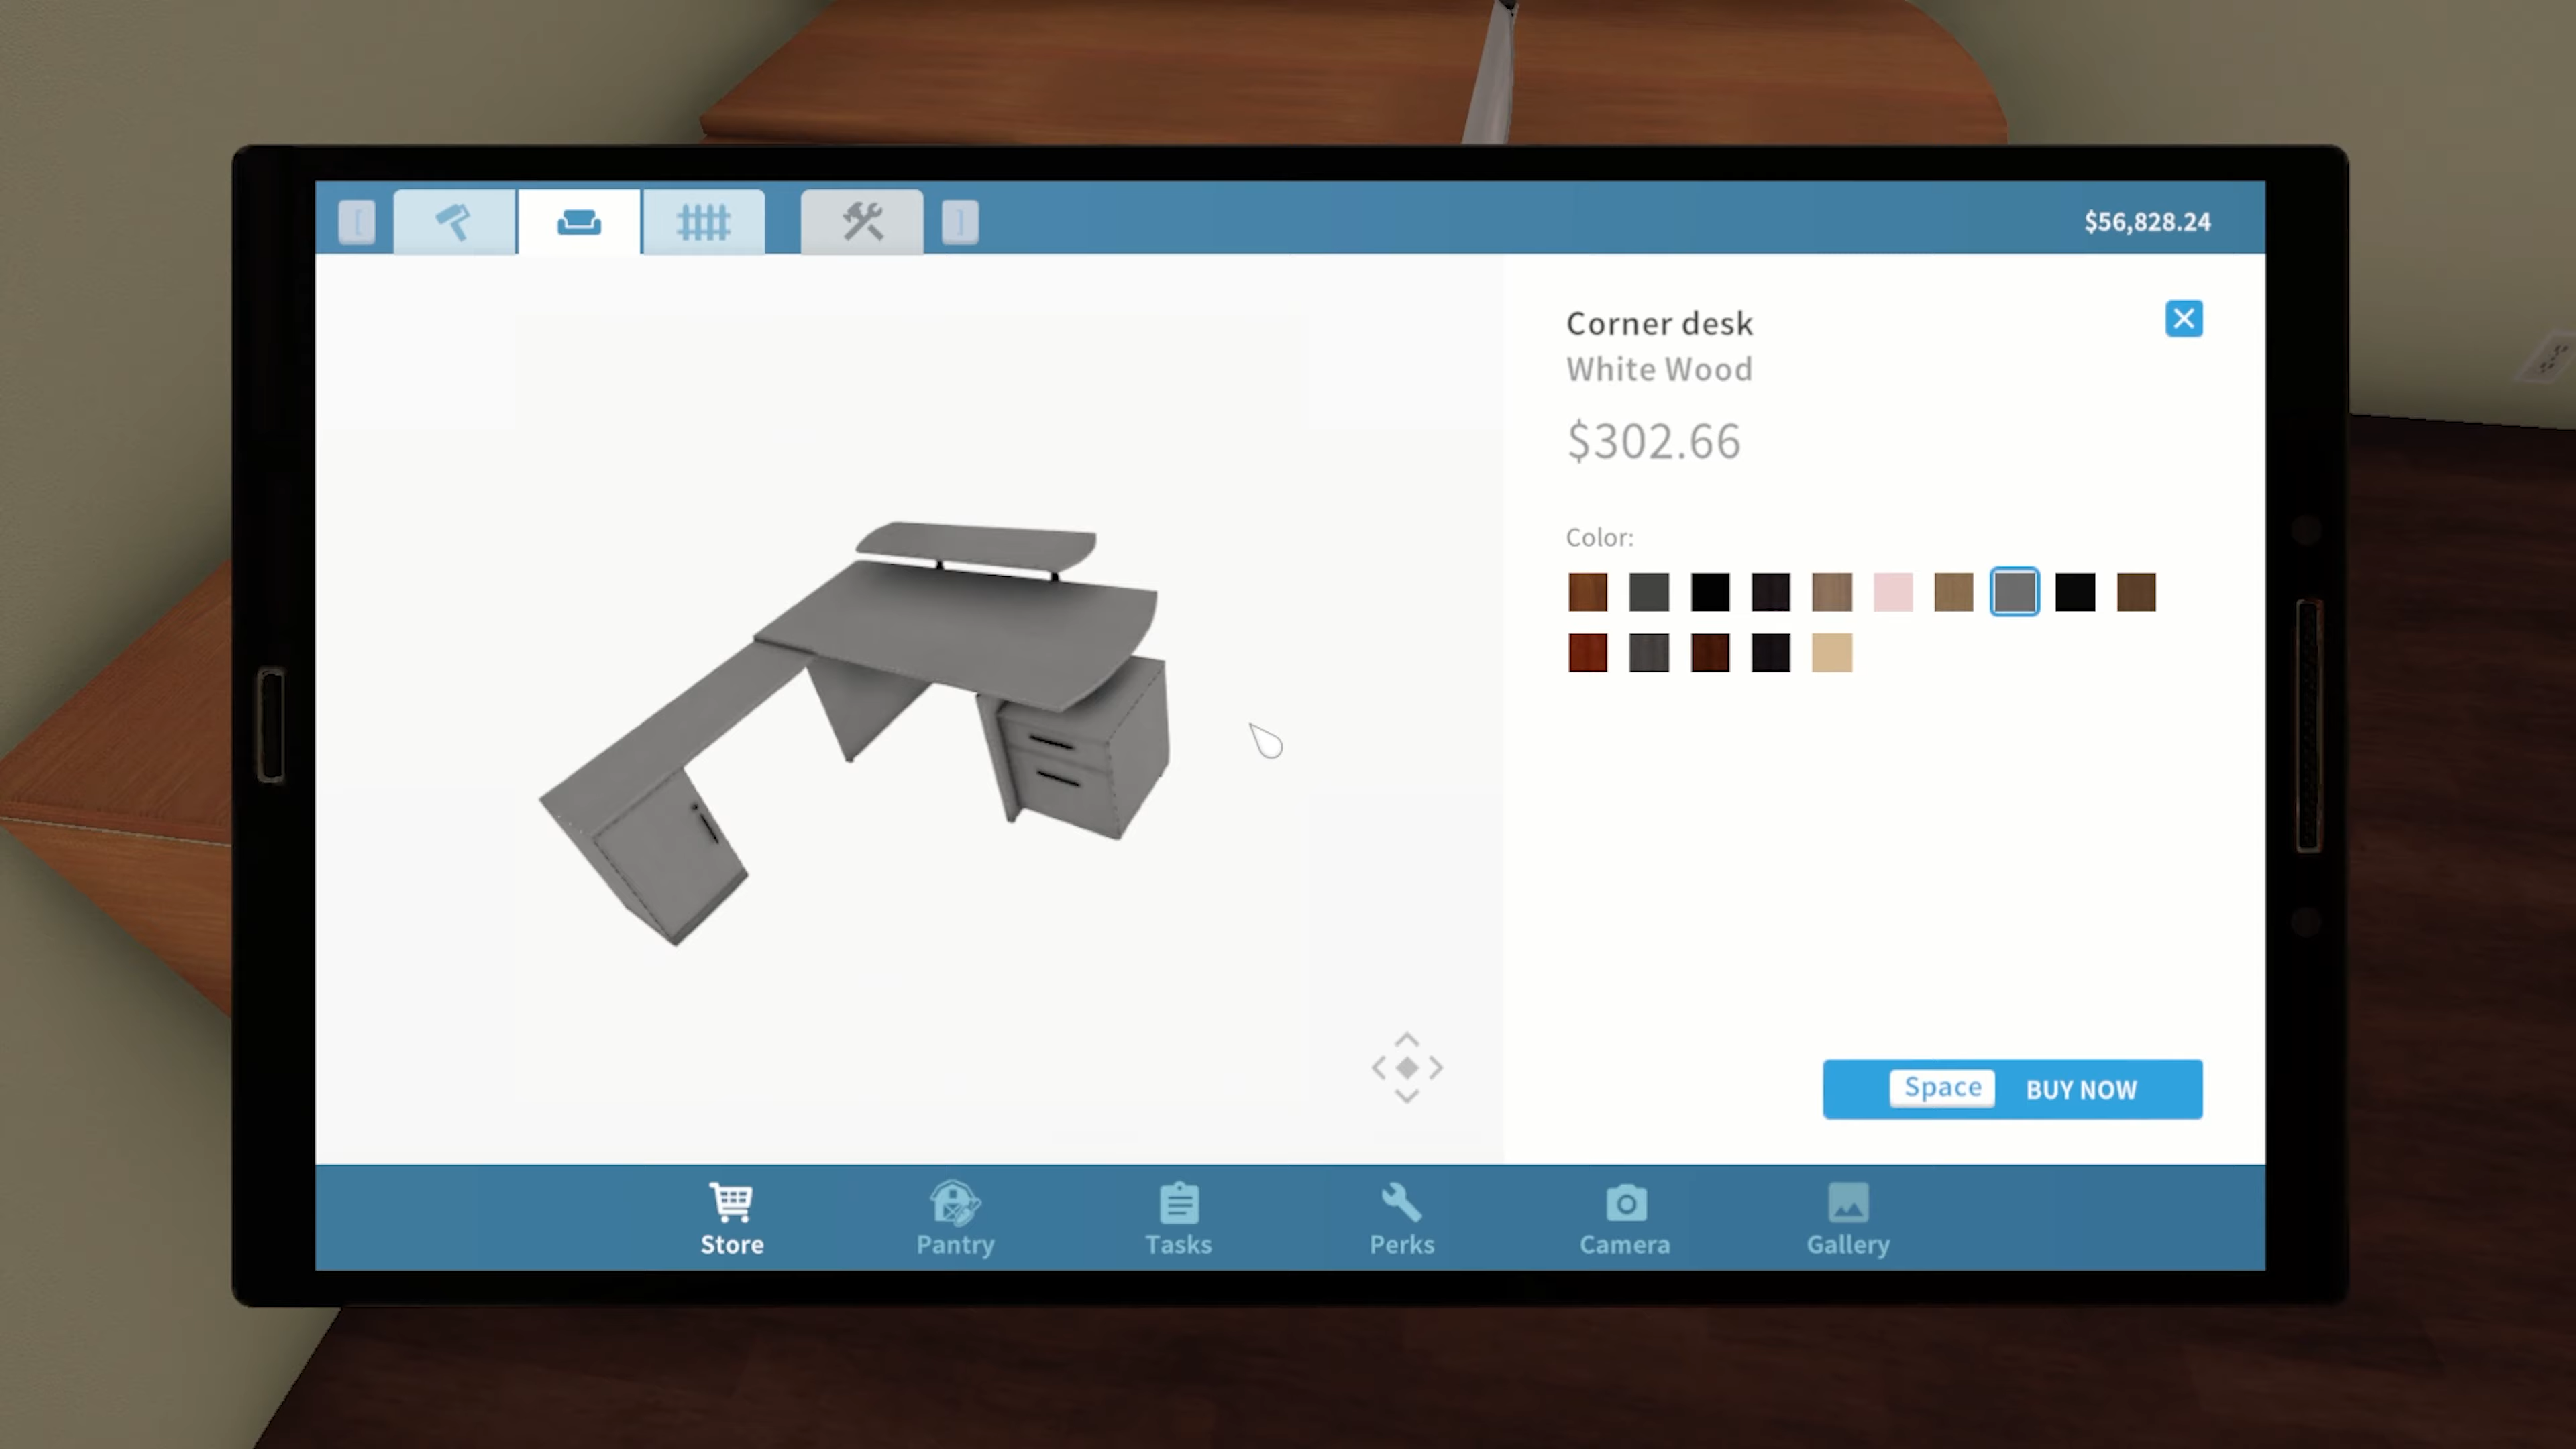 [
]
$56,828.24
Corner desk
White Wood
$302.66
Color:
Space BUY NOW
Store
Pantry
Tasks
Perks
Camera
Gallery